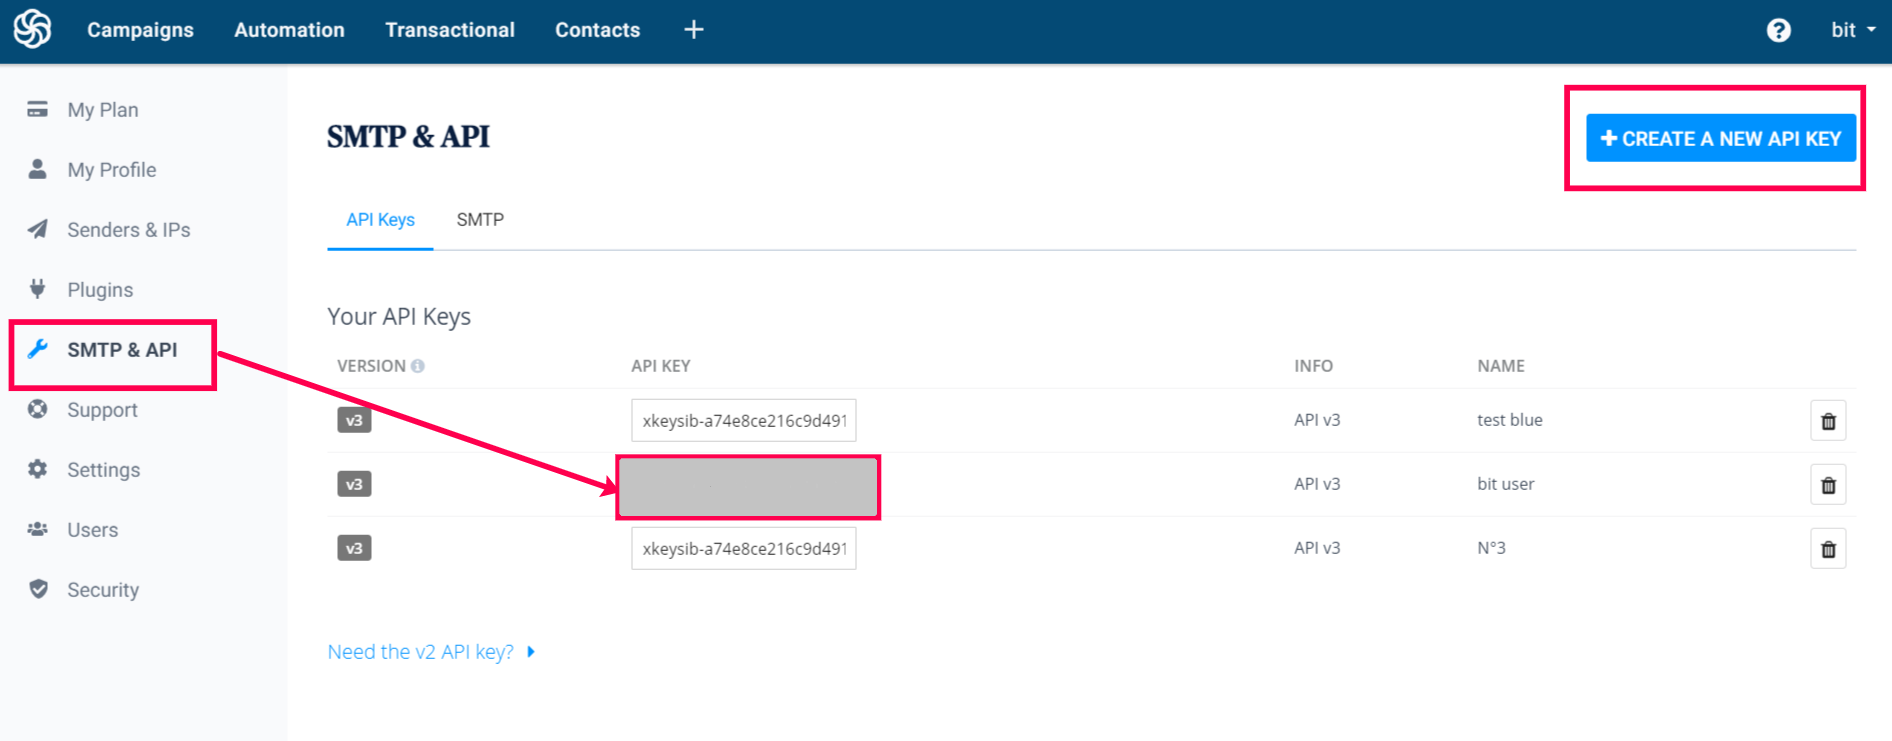 Campaigns Automation Transactional Contacts + ? bit
My Plan
My Profile
Senders & IPs
Plugins
SMTP & API
Support
Settings
Users
Security
SMTP & API
+ CREATE A NEW API KEY
API Keys SMTP
Your API Keys
VERSION i API KEY INFO NAME
v3 xkeysib-a74e8ce216c9d491 API v3 test blue
v3 API v3 bit user
v3 xkeysib-a74e8ce216c9d491 API v3 N°3
Need the v2 API key?